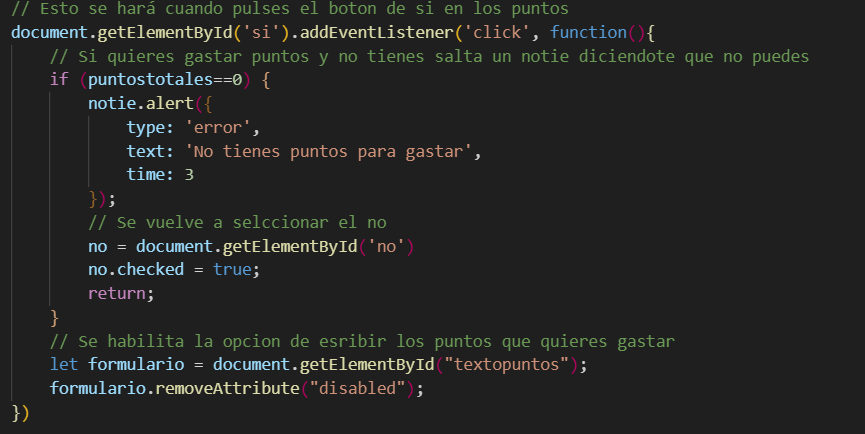 // Esto se hará cuando pulses el boton de si en los puntos
document.getElementById('si').addEventListener('click', function(){
    // Si quieres gastar puntos y no tienes salta un notie diciendote que no puedes
    if (puntostotales==0) {
        notie.alert({
            type: 'error',
            text: 'No tienes puntos para gastar',
            time: 3
        });
        // Se vuelve a selccionar el no
        no = document.getElementById('no')
        no.checked = true;
        return;
    }
    // Se habilita la opcion de esribir los puntos que quieres gastar
    let formulario = document.getElementById("textopuntos");
    formulario.removeAttribute("disabled");
})